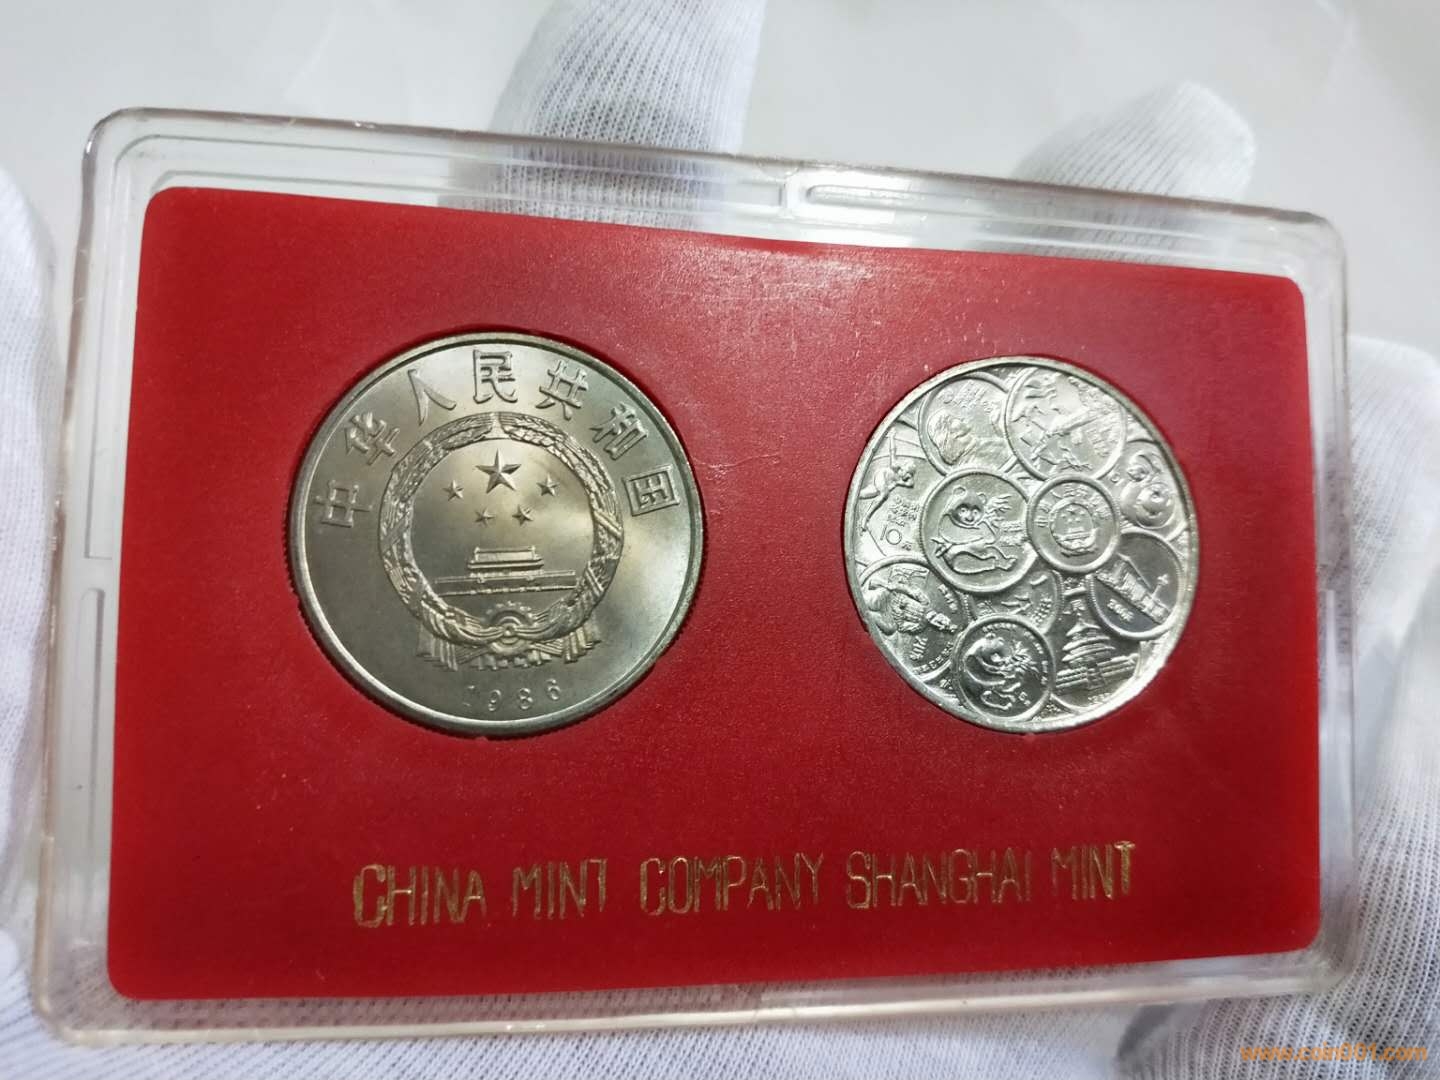 中华人民共和国
1986
CHINA MINT COMPANY SHANGHAI MINT
www.coin001.com